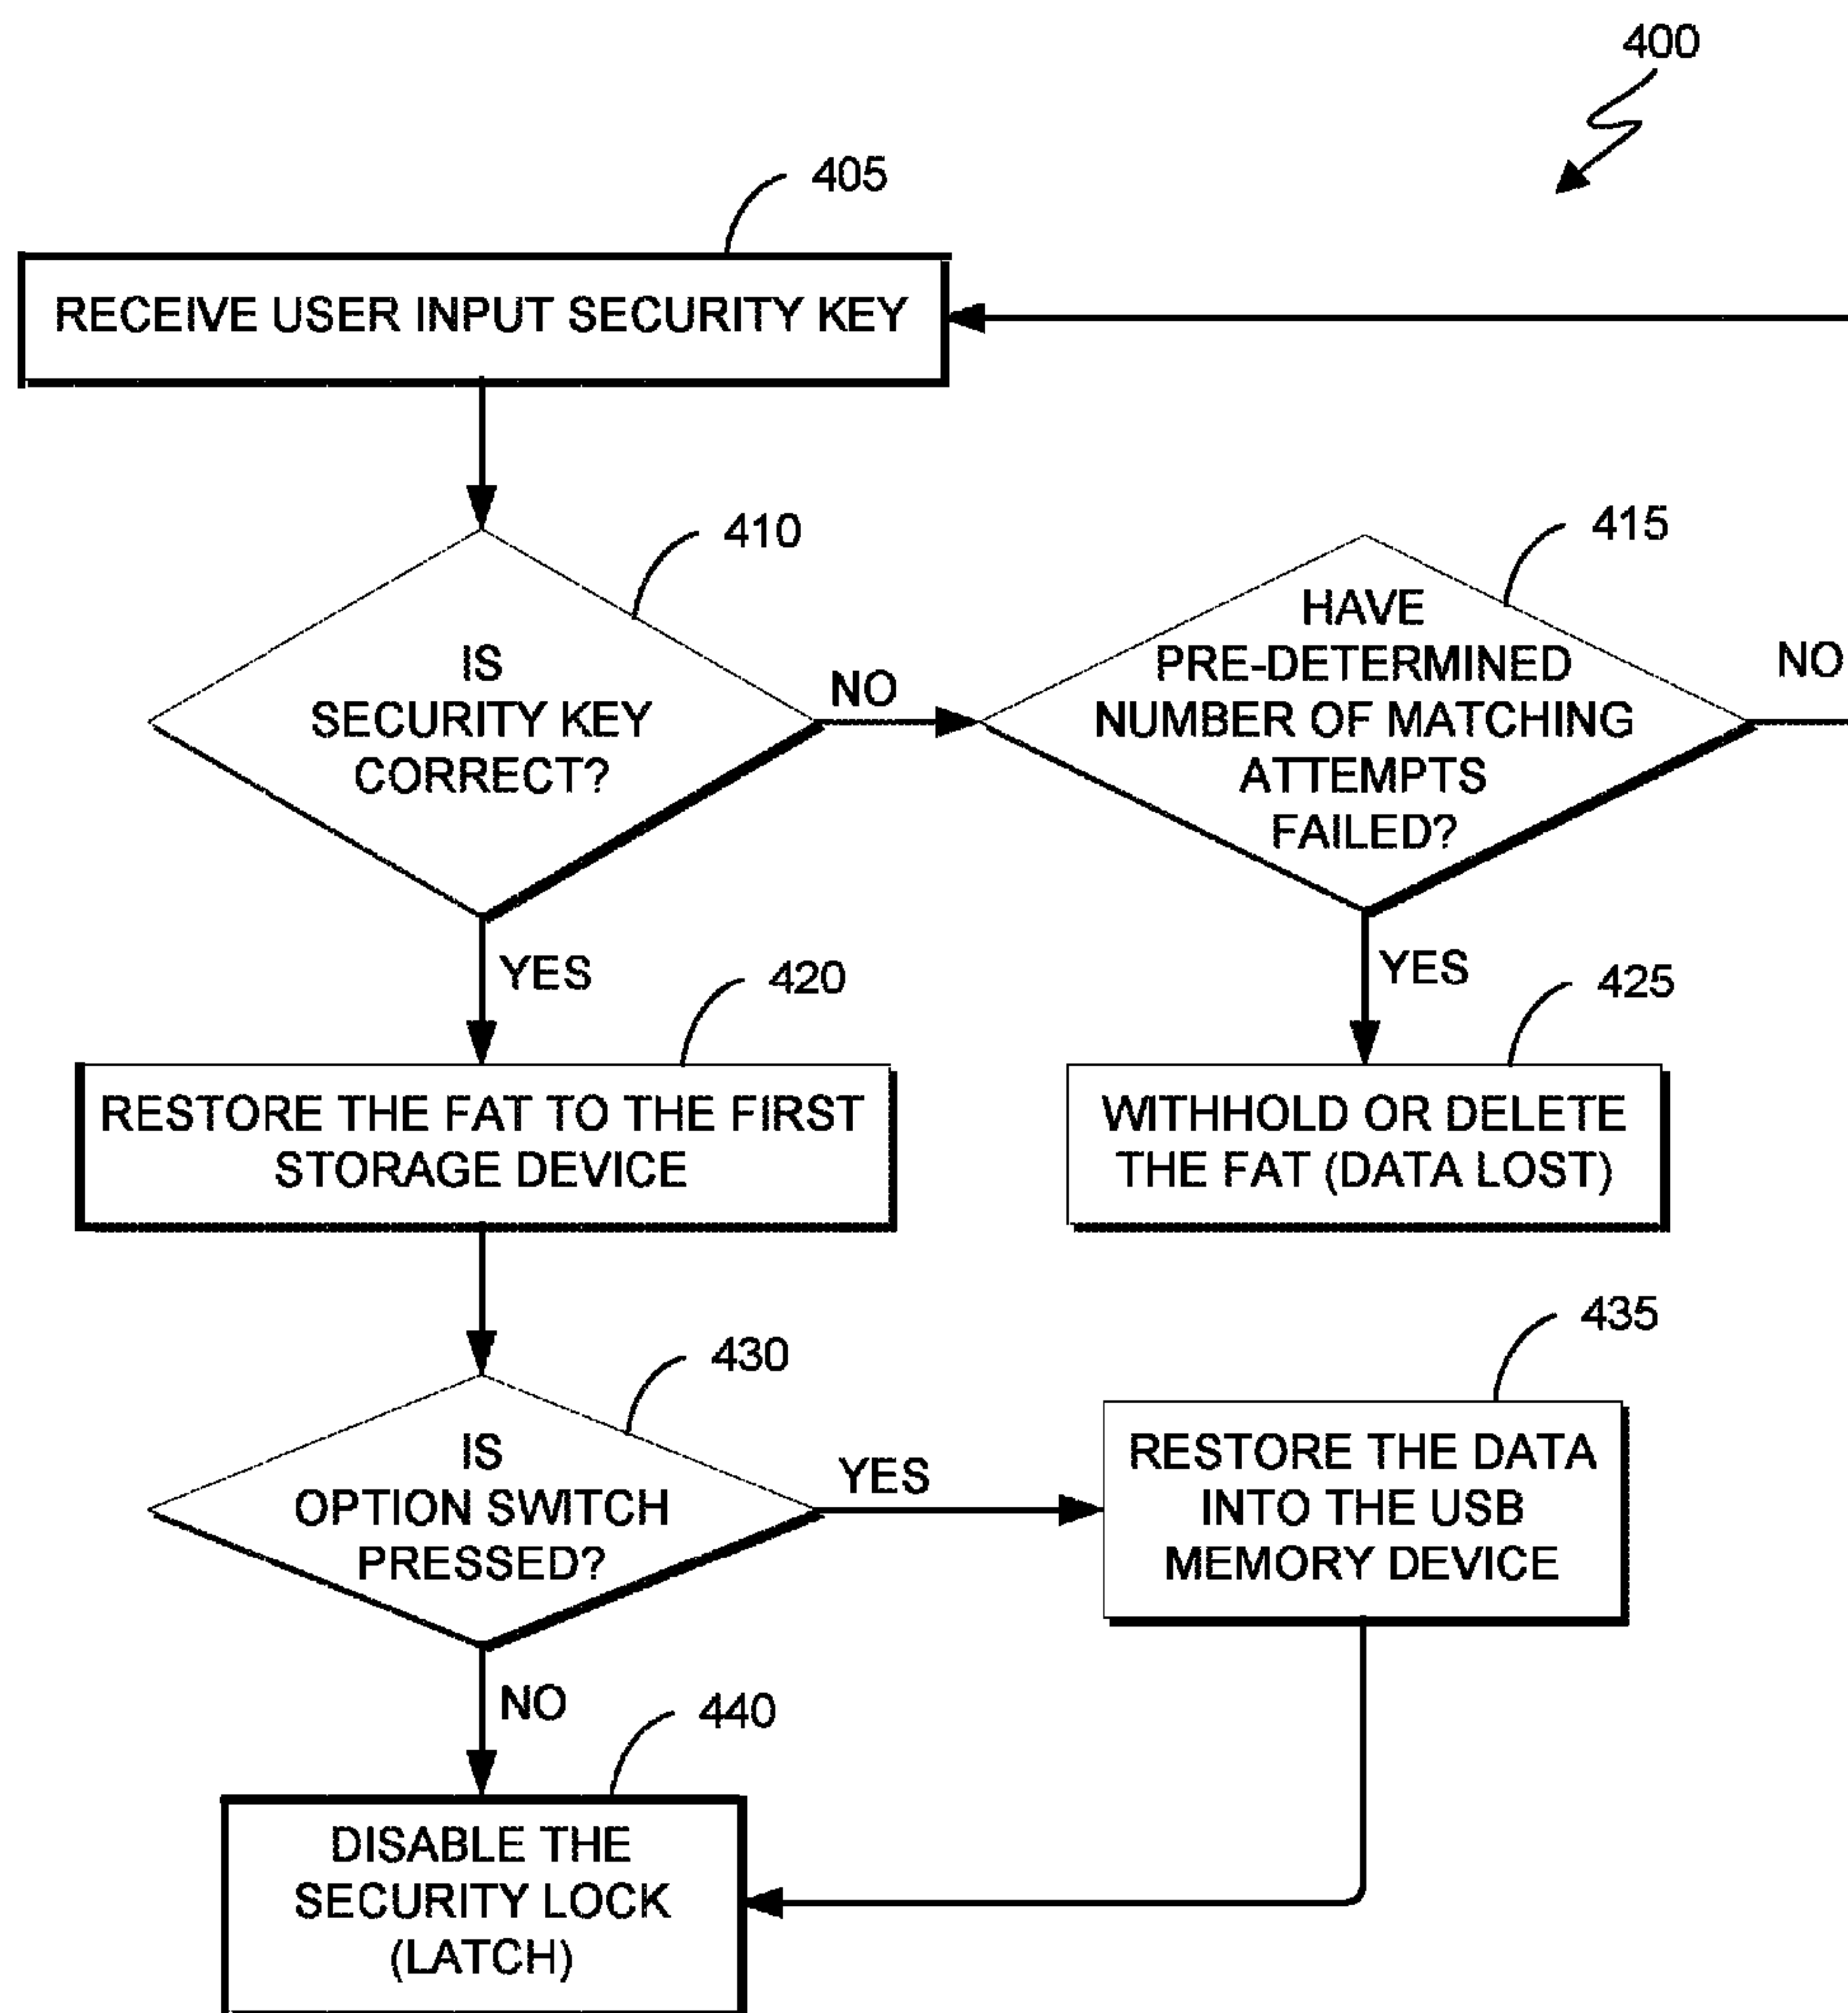 400
405
RECEIVE USER INPUT SECURITY KEY
410
IS
SECURITY KEY
CORRECT?
NO
415
HAVE
PRE-DETERMINED
NUMBER OF MATCHING
ATTEMPTS
FAILED?
NO
YES
420
RESTORE THE FAT TO THE FIRST
STORAGE DEVICE
YES
425
WITHHOLD OR DELETE
THE FAT (DATA LOST)
430
IS
OPTION SWITCH
PRESSED?
YES
435
RESTORE THE DATA
INTO THE USB
MEMORY DEVICE
NO
440
DISABLE THE
SECURITY LOCK
(LATCH)